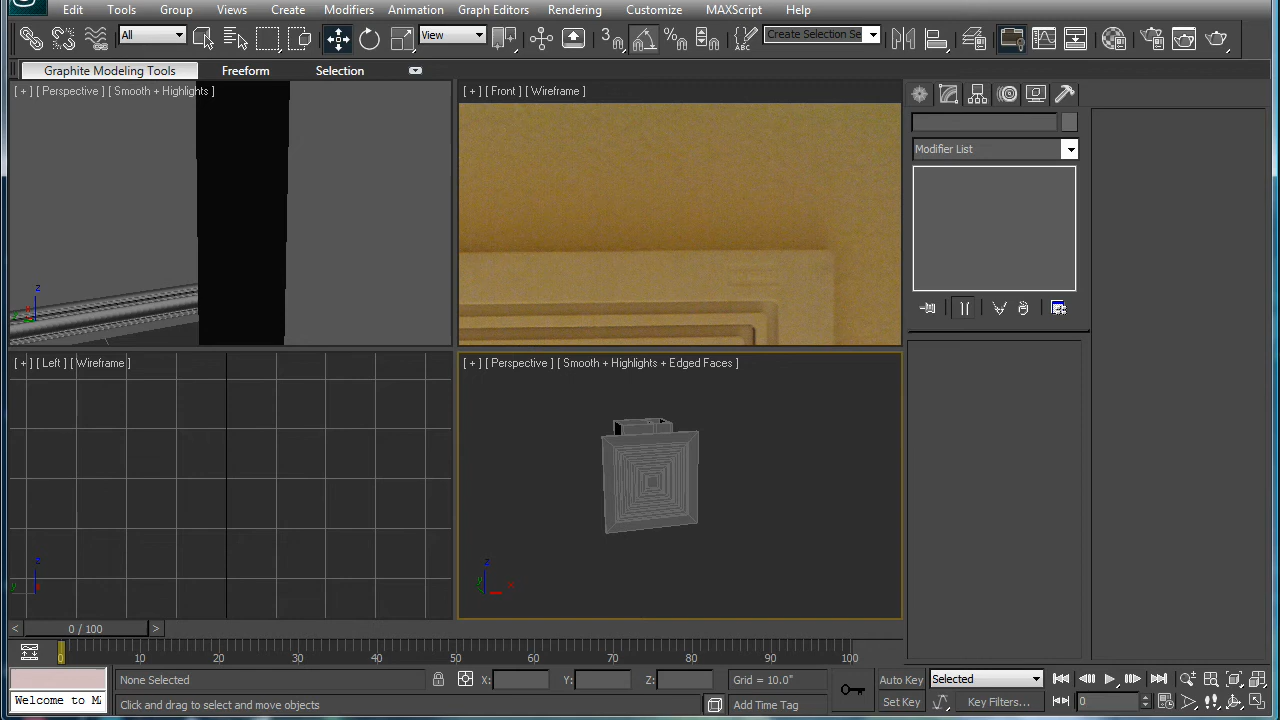 Edit Tools Group Views Create Modifiers Animation Graph Editors Rendering Customize MAXScript Help
All View Create Selection Se
Graphite Modeling Tools Freeform Selection
[ + ] [ Perspective ] [ Smooth + Highlights ] [ + ] [ Front ] [ Wireframe ]
Modifier List
z
[ + ] [ Left ] [ Wireframe ] [ + ] [ Perspective ] [ Smooth + Highlights + Edged Faces ]
z z
y x
< 0 / 100 >
0 10 20 30 40 50 60 70 80 90 100
None Selected X: Y: Z: Grid = 10.0" Auto Key Selected
Welcome to M Click and drag to select and move objects Add Time Tag Set Key Key Filters... 0